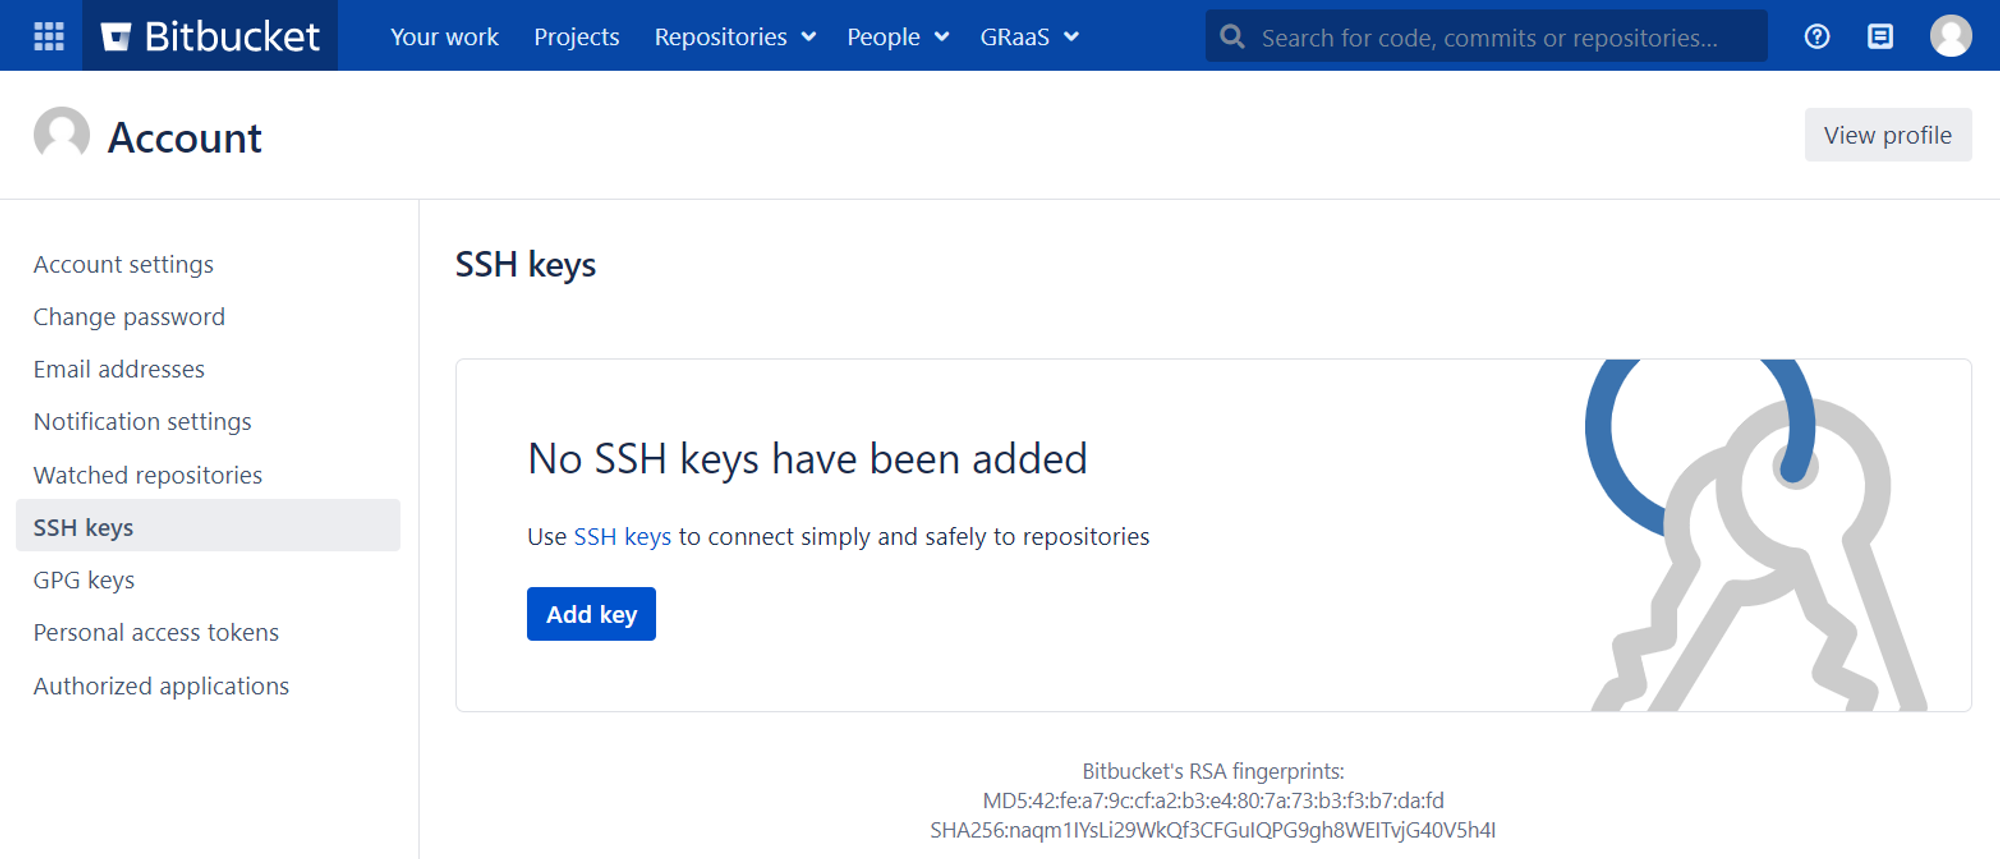 Bitbucket Your work Projects Repositories People GRaaS Search for code, commits or repositories...
Account
View profile
Account settings
Change password
Email addresses
Notification settings
Watched repositories
SSH keys
GPG keys
Personal access tokens
Authorized applications
SSH keys
No SSH keys have been added
Use SSH keys to connect simply and safely to repositories
Add key
Bitbucket's RSA fingerprints:
MD5:42:fe:a7:9c:cf:a2:b3:e4:80:7a:73:b3:f3:b7:da:fd
SHA256:naqm1IYsLi29WkQf3CFGuIQPG9gh8WEITvjG40V5h4I